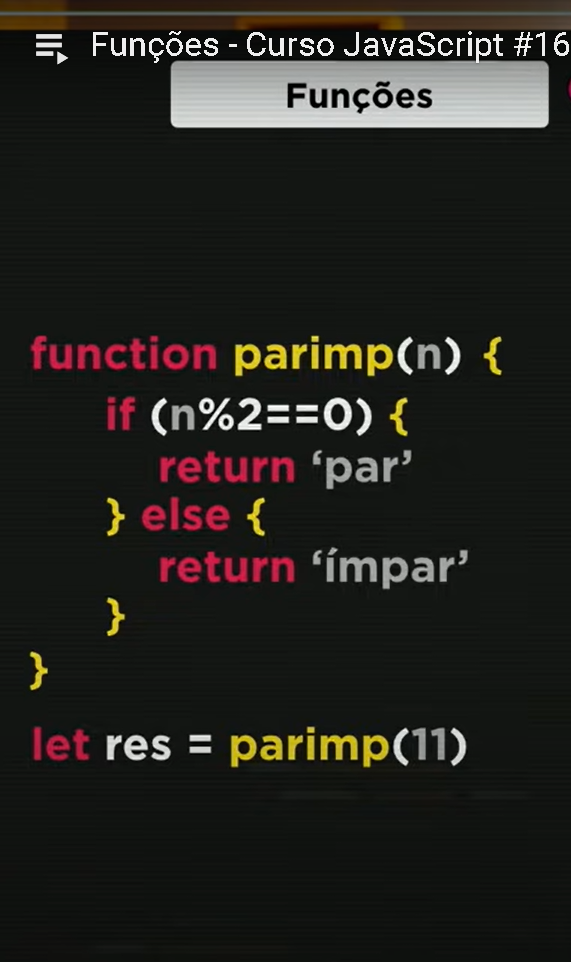 Funções - Curso JavaScript #16
Funções
function parimp(n) {
if (n%2==0) {
return ‘par’
} else {
return ‘ímpar’
}
}
let res = parimp(11)